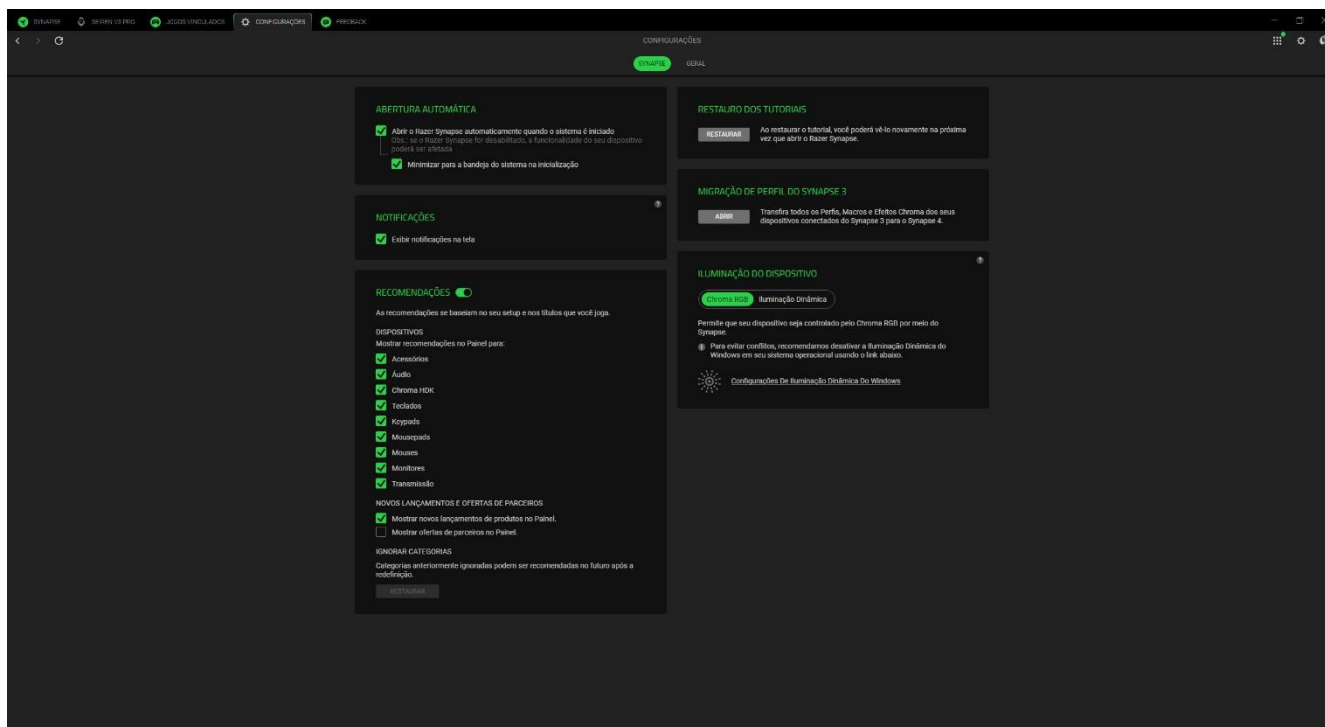 SYNAPSE
SEIREN V3 PRO
JOGOS VINCULADOS
CONFIGURAÇÕES
FEEDBACK
CONFIGURAÇÕES
SYNAPSE
GERAL
ABERTURA AUTOMÁTICA
Abrir o Razer Synapse automaticamente quando o sistema é iniciado
Obs.: se o Razer Synapse for desabilitado, a funcionalidade do seu dispositivo
poderá ser afetada
Minimizar para a bandeja do sistema na inicialização
NOTIFICAÇÕES
Exibir notificações na tela
RECOMENDAÇÕES
As recomendações se baseiam no seu setup e nos títulos que você joga.
DISPOSITIVOS
Mostrar recomendações no Painel para:
Acessórios
Áudio
Chroma HDK
Teclados
Keypads
Mousepads
Mouses
Monitores
Transmissão
NOVOS LANÇAMENTOS E OFERTAS DE PARCEIROS
Mostrar novos lançamentos de produtos no Painel.
Mostrar ofertas de parceiros no Painel.
IGNORAR CATEGORIAS
Categorias anteriormente ignoradas podem ser recomendadas no futuro após a
redefinição.
RESTAURAR
RESTAURO DOS TUTORIAIS
RESTAURAR
Ao restaurar o tutorial, você poderá vê-lo novamente na próxima
vez que abrir o Razer Synapse.
MIGRAÇÃO DE PERFIL DO SYNAPSE 3
ABRIR
Transfira todos os Perfis, Macros e Efeitos Chroma dos seus
dispositivos conectados do Synapse 3 para o Synapse 4.
ILUMINAÇÃO DO DISPOSITIVO
Chroma RGB
Iluminação Dinâmica
Permite que seu dispositivo seja controlado pelo Chroma RGB por meio do
Synapse.
Para evitar conflitos, recomendamos desativar a Iluminação Dinâmica do
Windows em seu sistema operacional usando o link abaixo.
Configurações De Iluminação Dinâmica Do Windows